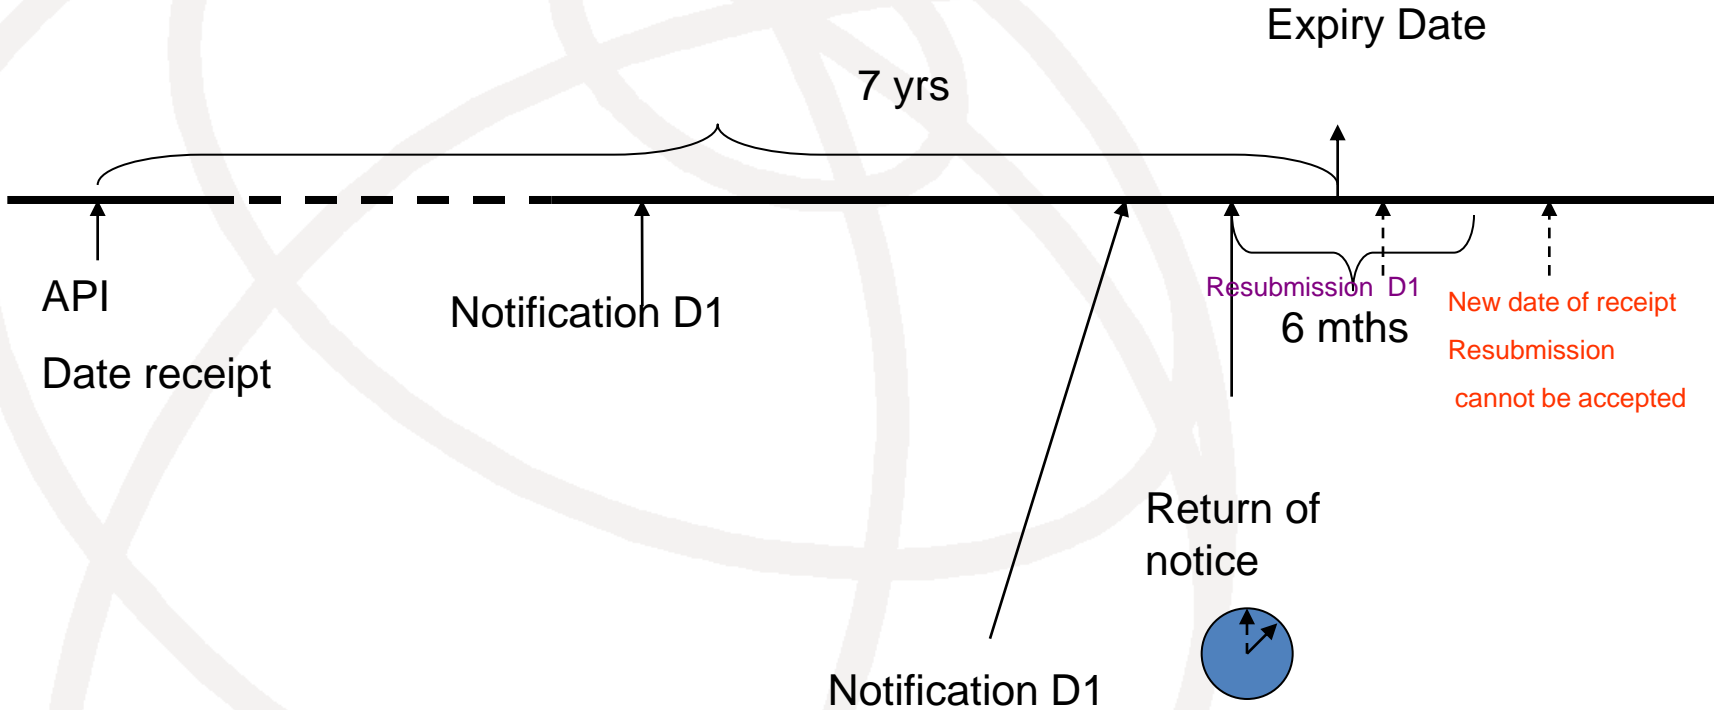 Expiry Date
7 yrs
API
Date receipt
Notification D1
Resubmission D1
6 mths
New date of receipt
Resubmission
cannot be accepted
Return of
notice
Notification D1